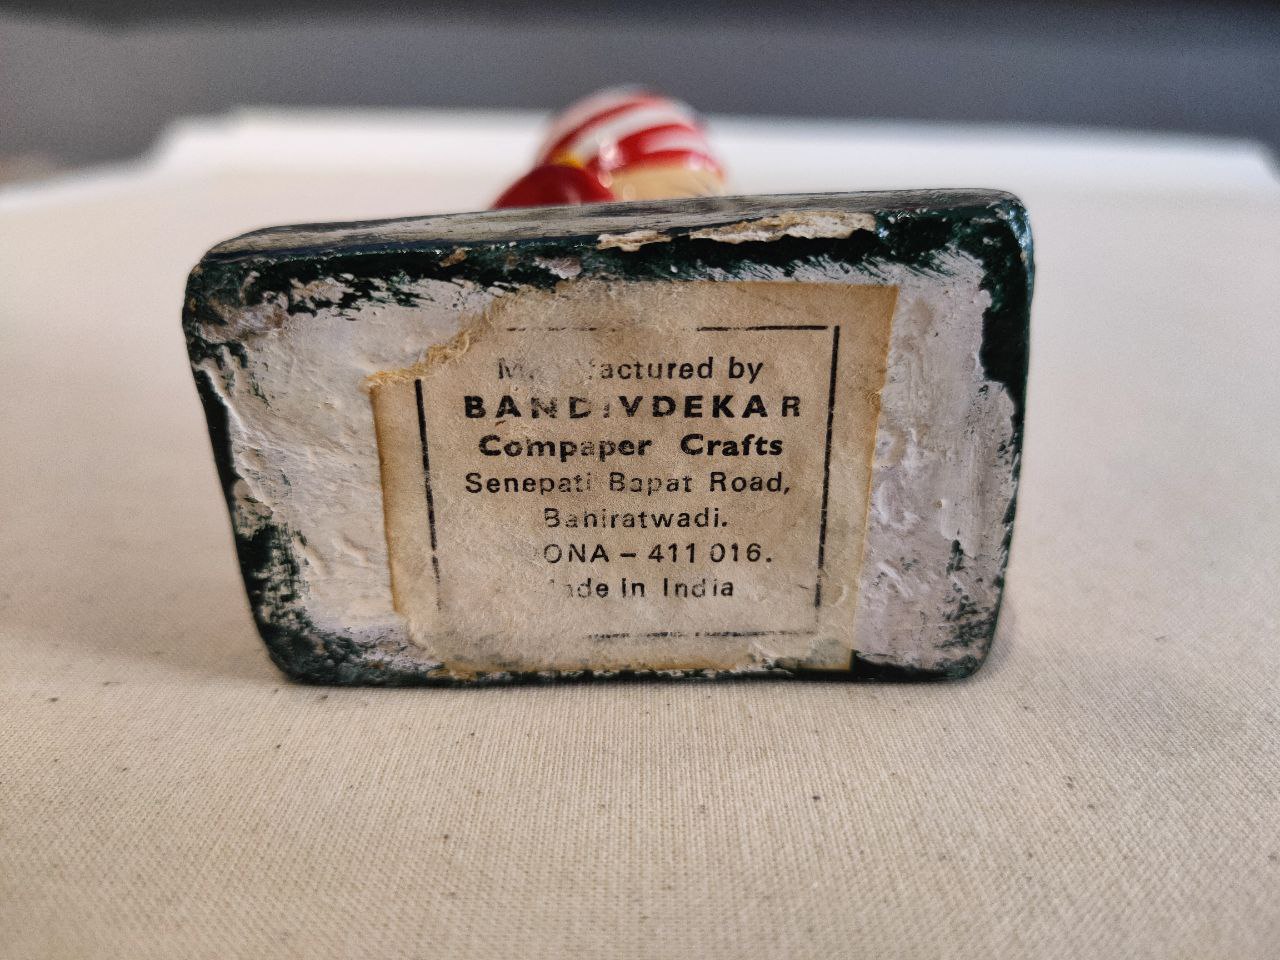 Manufactured by
BANDIVDEKAR
Compaper Crafts
Senepati Bapat Road,
Bahiratwadi.
POONA – 411 016.
Made in India